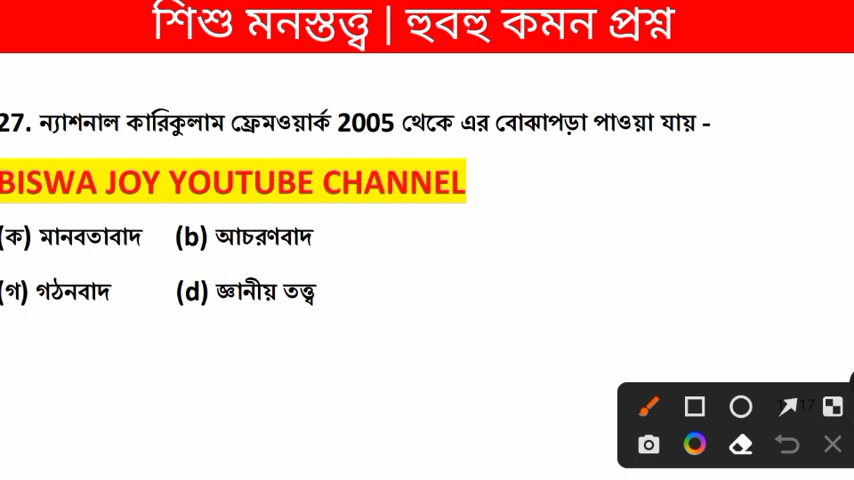 শিশু মনস্তত্ত্ব | হুবহু কমন প্রশ্ন
27. ন্যাশনাল কারিকুলাম ফ্রেমওয়ার্ক 2005 থেকে এর বোঝাপড়া পাওয়া যায় -
BISWA JOY YOUTUBE CHANNEL
(ক) মানবতাবাদ (b) আচরণবাদ
(গ) গঠনবাদ (d) জ্ঞানীয় তত্ত্ব